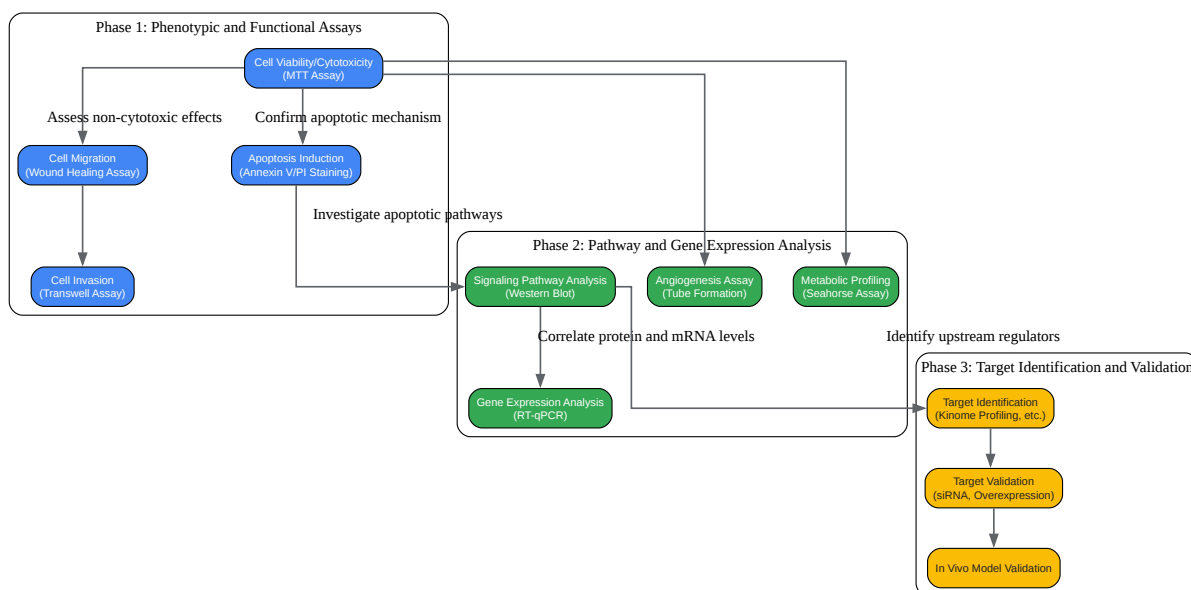 Phase 1: Phenotypic and Functional Assays
Cell Viability/Cytotoxicity
(MTT Assay)
Assess non-cytotoxic effects
Confirm apoptotic mechanism
Cell Migration
(Wound Healing Assay)
Apoptosis Induction
(Annexin V/PI Staining)
Investigate apoptotic pathways
Cell Invasion
(Transwell Assay)
Phase 2: Pathway and Gene Expression Analysis
Signaling Pathway Analysis
(Western Blot)
Angiogenesis Assay
(Tube Formation)
Metabolic Profiling
(Seahorse Assay)
Correlate protein and mRNA levels
Identify upstream regulators
Gene Expression Analysis
(RT-qPCR)
Phase 3: Target Identification and Validation
Target Identification
(Kinome Profiling, etc.)
Target Validation
(siRNA, Overexpression)
In Vivo Model Validation